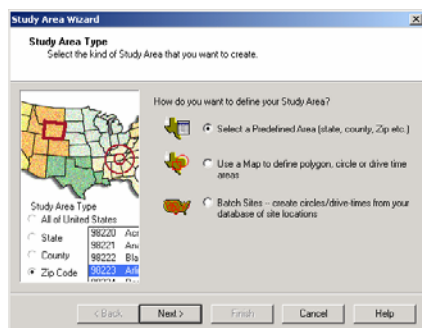 Study Area Wizard
Study Area Type
Select the kind of Study Area that you want to create.
How do you want to define your Study Area?
Select a Predefined Area (state, county, Zip etc.)
Use a Map to define polygon, circle or drive time
areas
Batch Sites -- create circles/drive-times from your
database of site locations
Study Area Type
All of United States
State
County
Zip Code
98220
98221
98222 Bla
98223 Arli
< Back
Next >
Finish
Cancel
Help